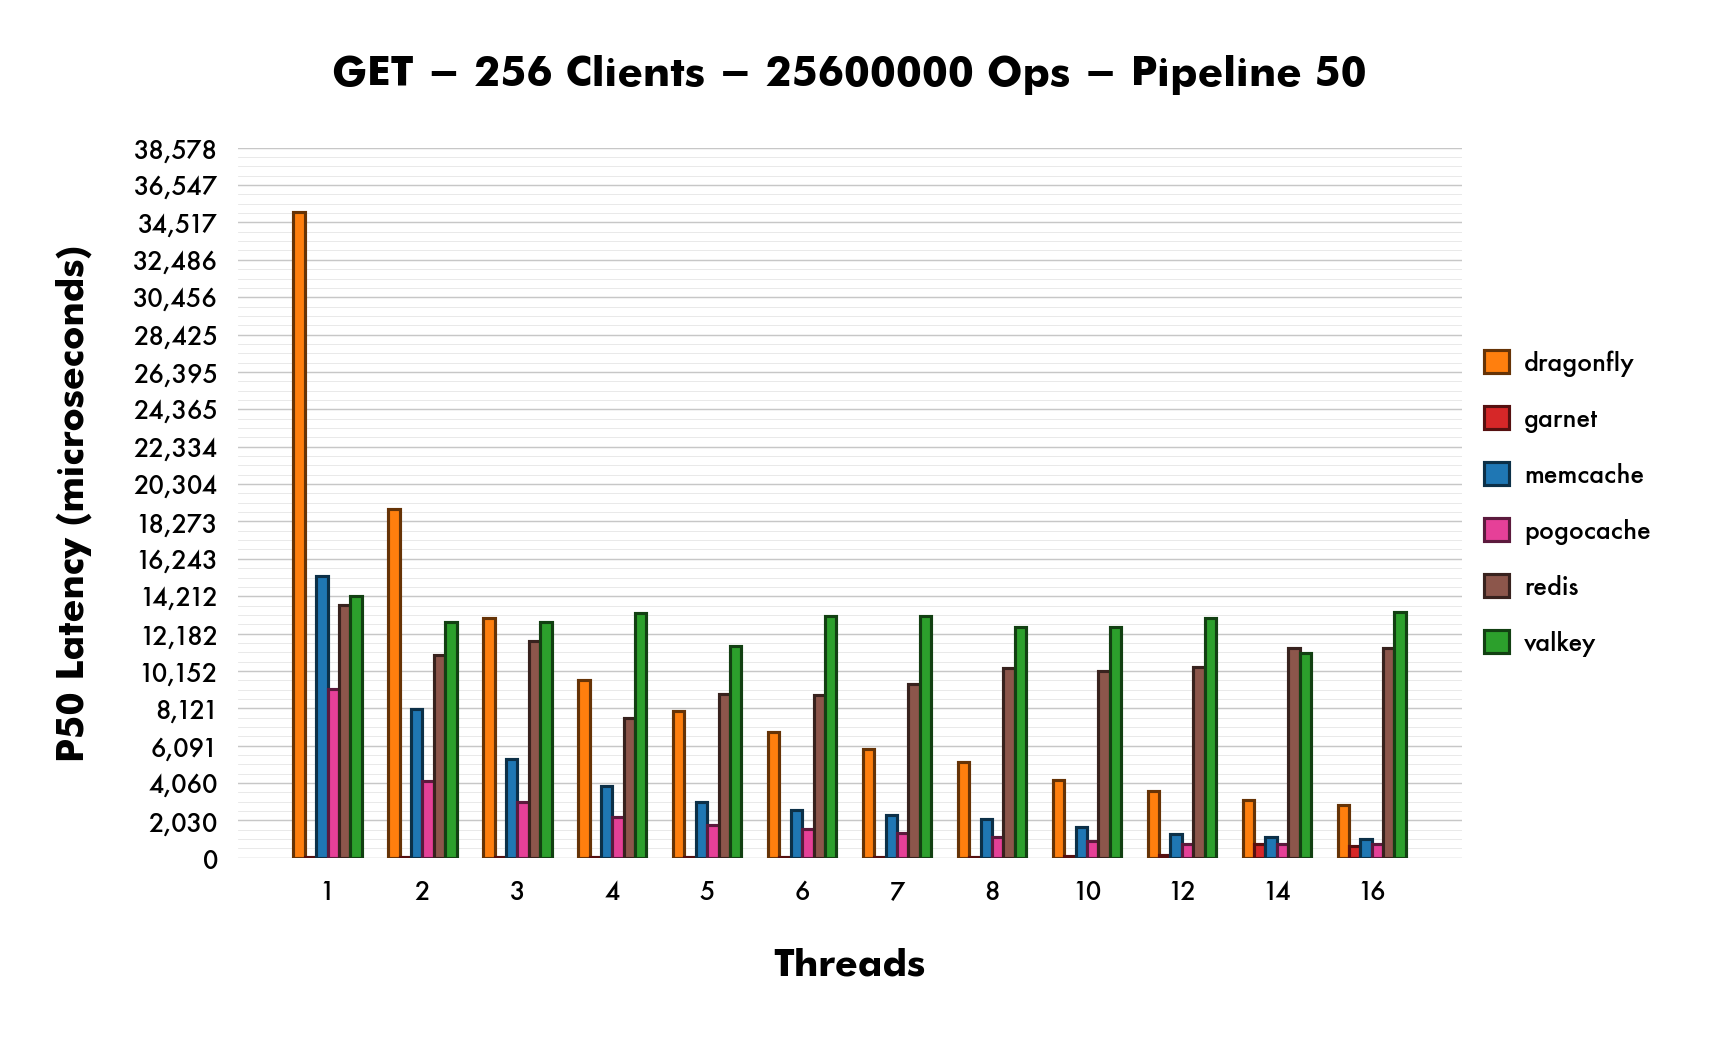 GET – 256 Clients – 25600000 Ops – Pipeline 50
P50 Latency (microseconds)
38,578
36,547
34,517
32,486
30,456
28,425
26,395
24,365
22,334
20,304
18,273
16,243
14,212
12,182
10,152
8,121
6,091
4,060
2,030
0
1 2 3 4 5 6 7 8 10 12 14 16
Threads
dragonfly
garnet
memcache
pogocache
redis
valkey